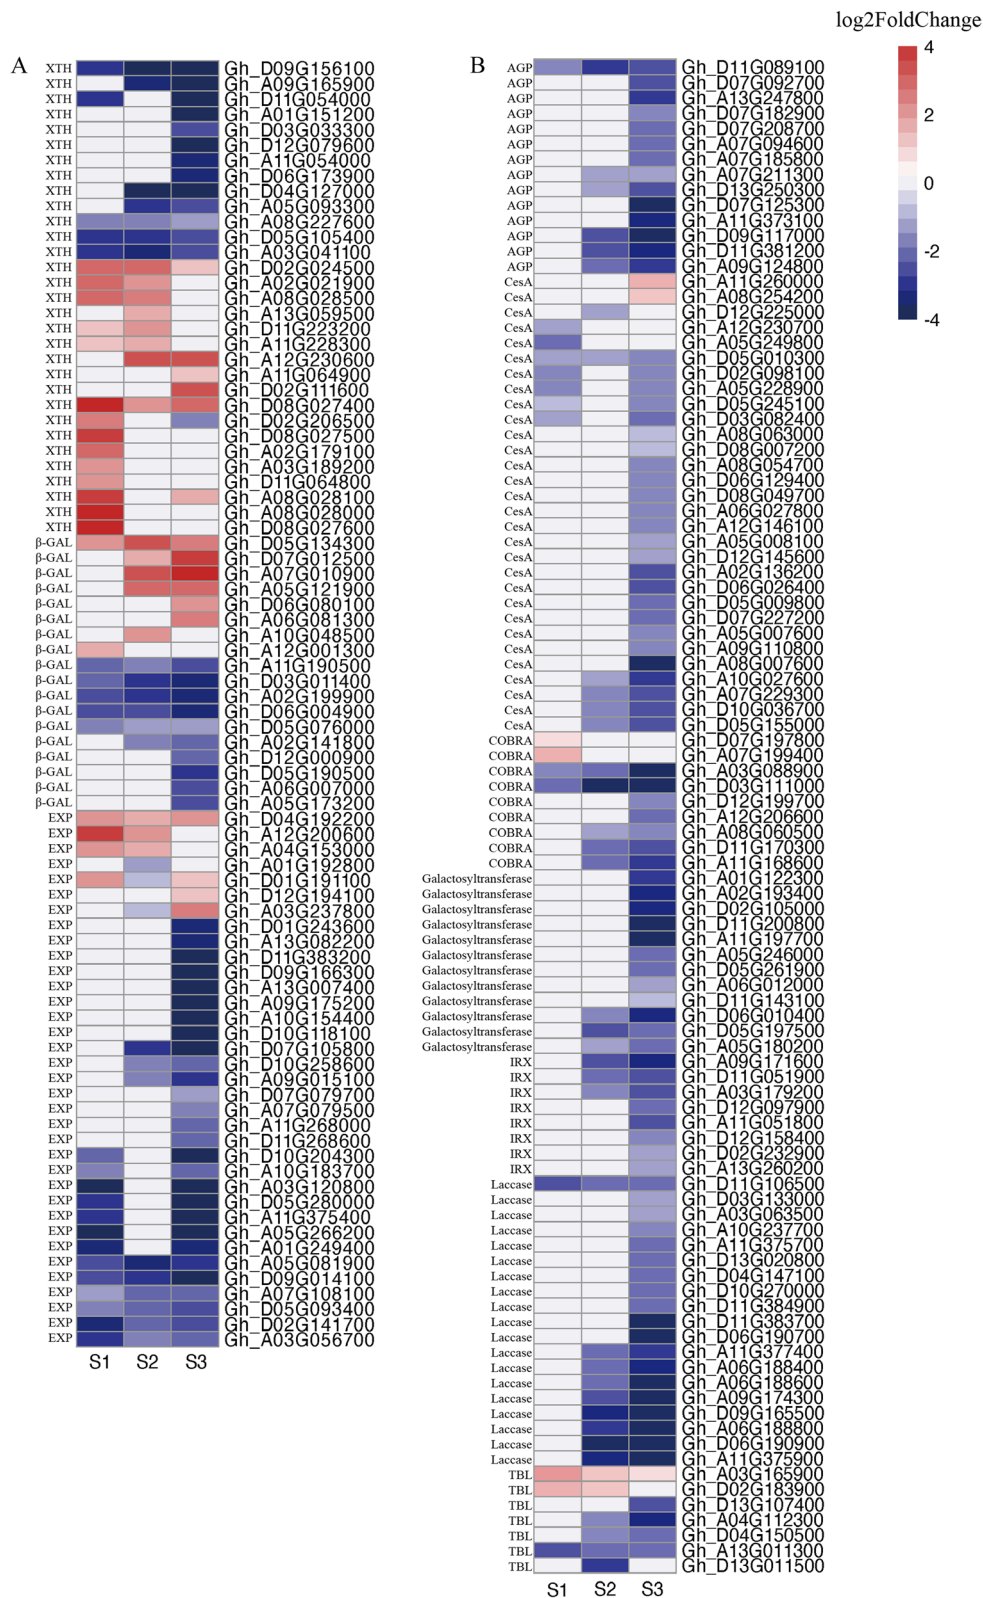 log2FoldChange
4
2
0
-2
-4
A
XTH Gh_D09G156100
XTH Gh_A09G165900
XTH Gh_D11G054000
XTH Gh_A01G151200
XTH Gh_D03G033300
XTH Gh_D12G079600
XTH Gh_A11G054000
XTH Gh_D06G173900
XTH Gh_D04G127000
XTH Gh_A05G093300
XTH Gh_A08G227600
XTH Gh_D05G105400
XTH Gh_A03G041100
XTH Gh_D02G024500
XTH Gh_A02G021900
XTH Gh_A08G028500
XTH Gh_A13G059500
XTH Gh_D11G223200
XTH Gh_A11G228300
XTH Gh_A12G230600
XTH Gh_A11G064900
XTH Gh_D02G111600
XTH Gh_D08G027400
XTH Gh_D02G206500
XTH Gh_D08G027500
XTH Gh_A02G179100
XTH Gh_A03G189200
XTH Gh_D11G064800
XTH Gh_A08G028100
XTH Gh_A08G028000
XTH Gh_D08G027600
β-GAL Gh_D05G134300
β-GAL Gh_D07G012500
β-GAL Gh_A07G010900
β-GAL Gh_A05G121900
β-GAL Gh_D06G080100
β-GAL Gh_A06G081300
β-GAL Gh_A10G048500
β-GAL Gh_A12G001300
β-GAL Gh_A11G190500
β-GAL Gh_D03G011400
β-GAL Gh_A02G199900
β-GAL Gh_D06G004900
β-GAL Gh_D05G076000
β-GAL Gh_A02G141800
β-GAL Gh_D12G000900
β-GAL Gh_D05G190500
β-GAL Gh_A06G007000
β-GAL Gh_A05G173200
EXP Gh_D04G192200
EXP Gh_A12G200600
EXP Gh_A04G153000
EXP Gh_A01G192800
EXP Gh_D01G191100
EXP Gh_D12G194100
EXP Gh_A03G237800
EXP Gh_D01G243600
EXP Gh_A13G082200
EXP Gh_D11G383200
EXP Gh_D09G166300
EXP Gh_A13G007400
EXP Gh_A09G175200
EXP Gh_A10G154400
EXP Gh_D10G118100
EXP Gh_D07G105800
EXP Gh_D10G258600
EXP Gh_A09G015100
EXP Gh_D07G079700
EXP Gh_A07G079500
EXP Gh_A11G268000
EXP Gh_D11G268600
EXP Gh_D10G204300
EXP Gh_A10G183700
EXP Gh_A03G120800
EXP Gh_D05G280000
EXP Gh_A11G375400
EXP Gh_A05G266200
EXP Gh_A01G249400
EXP Gh_A05G081900
EXP Gh_D09G014100
EXP Gh_A07G108100
EXP Gh_D05G093400
EXP Gh_D02G141700
EXP Gh_A03G056700
S1 S2 S3
B
AGP Gh_D11G089100
AGP Gh_D07G092700
AGP Gh_A13G247800
AGP Gh_D07G182900
AGP Gh_D07G208700
AGP Gh_A07G094600
AGP Gh_A07G185800
AGP Gh_A07G211300
AGP Gh_D13G250300
AGP Gh_D07G125300
AGP Gh_A11G373100
AGP Gh_D09G117000
AGP Gh_D11G381200
AGP Gh_A09G124800
CesA Gh_A11G260000
CesA Gh_A08G254200
CesA Gh_D12G225000
CesA Gh_A12G230700
CesA Gh_A05G249800
CesA Gh_D05G010300
CesA Gh_D02G098100
CesA Gh_A05G228900
CesA Gh_D05G245100
CesA Gh_D03G082400
CesA Gh_A08G063000
CesA Gh_D08G007200
CesA Gh_A08G054700
CesA Gh_D06G129400
CesA Gh_D08G049700
CesA Gh_A06G027800
CesA Gh_A12G146100
CesA Gh_A05G008100
CesA Gh_D12G145600
CesA Gh_A02G136200
CesA Gh_D06G026400
CesA Gh_D05G009800
CesA Gh_D07G227200
CesA Gh_A05G007600
CesA Gh_A09G110800
CesA Gh_A08G007600
CesA Gh_A10G027600
CesA Gh_A07G229300
CesA Gh_D10G036700
CesA Gh_D05G155000
COBRA Gh_D07G197800
COBRA Gh_A07G199400
COBRA Gh_A03G088900
COBRA Gh_D03G111000
COBRA Gh_D12G199700
COBRA Gh_A12G206600
COBRA Gh_A08G060500
COBRA Gh_D11G170300
COBRA Gh_A11G168600
Galactosyltransferase Gh_A01G122300
Galactosyltransferase Gh_A02G193400
Galactosyltransferase Gh_D02G105000
Galactosyltransferase Gh_D11G200800
Galactosyltransferase Gh_A11G197700
Galactosyltransferase Gh_A05G246000
Galactosyltransferase Gh_D05G261900
Galactosyltransferase Gh_A06G012000
Galactosyltransferase Gh_D11G143100
Galactosyltransferase Gh_D06G010400
Galactosyltransferase Gh_D05G197500
Galactosyltransferase Gh_A05G180200
IRX Gh_A09G171600
IRX Gh_D11G051900
IRX Gh_A03G179200
IRX Gh_D12G097900
IRX Gh_A11G051800
IRX Gh_D12G158400
IRX Gh_D02G232900
IRX Gh_A13G260200
Laccase Gh_D11G106500
Laccase Gh_D03G133000
Laccase Gh_A03G063500
Laccase Gh_A10G237700
Laccase Gh_A11G375700
Laccase Gh_D13G020800
Laccase Gh_D04G147100
Laccase Gh_D10G270000
Laccase Gh_D11G384900
Laccase Gh_D11G383700
Laccase Gh_D06G190700
Laccase Gh_A11G377400
Laccase Gh_A06G188400
Laccase Gh_A06G188600
Laccase Gh_A09G174300
Laccase Gh_D09G165500
Laccase Gh_A06G188800
Laccase Gh_D06G190900
Laccase Gh_A11G375900
TBL Gh_A03G165900
TBL Gh_D02G183900
TBL Gh_D13G107400
TBL Gh_A04G112300
TBL Gh_D04G150500
TBL Gh_A13G011300
TBL Gh_D13G011500
S1 S2 S3